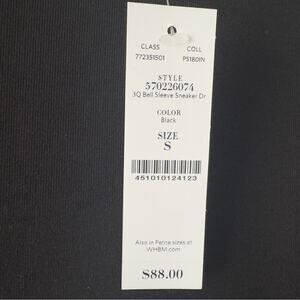 CLASS COLL
772351501 PS180IN
STYLE
570226074
3Q Bell Sleeve Sneaker Dr
COLOR
Black
SIZE
S
451010124123
Also in Petite sizes at
WHBM.com
$88.00